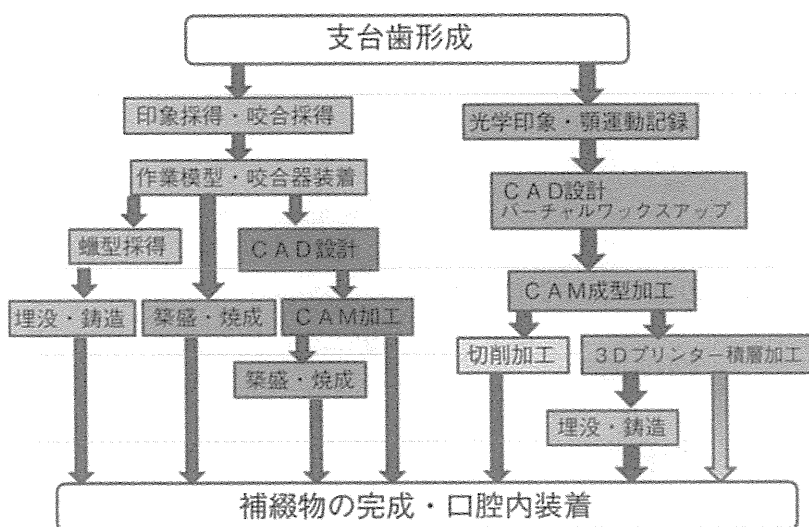 支台歯形成
印象採得・咬合採得
光学印象・顎運動記録
作業模型・咬合器装着
CAD設計
バーチャルワックスアップ
蠟型採得
CAD設計
CAM成型加工
埋没・鋳造
築盛・焼成
CAM加工
切削加工
3Dプリンター積層加工
築盛・焼成
埋没・鋳造
補綴物の完成・口腔内装着